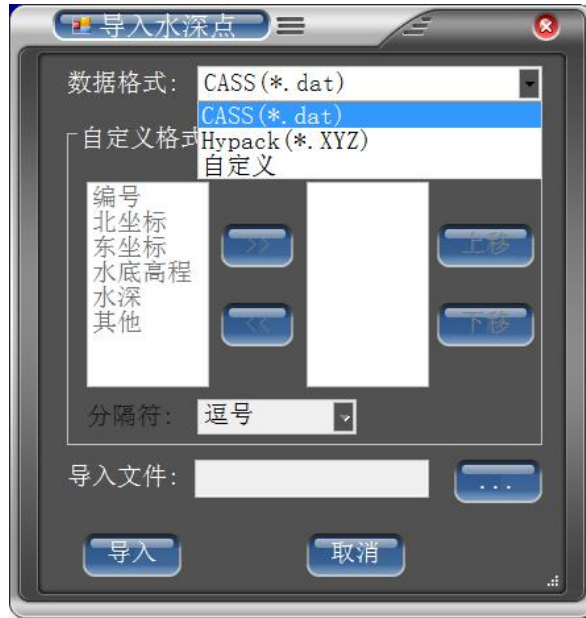 导入水深点
数据格式: CASS(*.dat)
CASS(*.dat)
自定义格式 Hypack(*.XYZ)
自定义
编号
北坐标
东坐标
水底高程
水深
其他
>>
<<
上移
下移
分隔符: 逗号
导入文件: ...
导入 取消